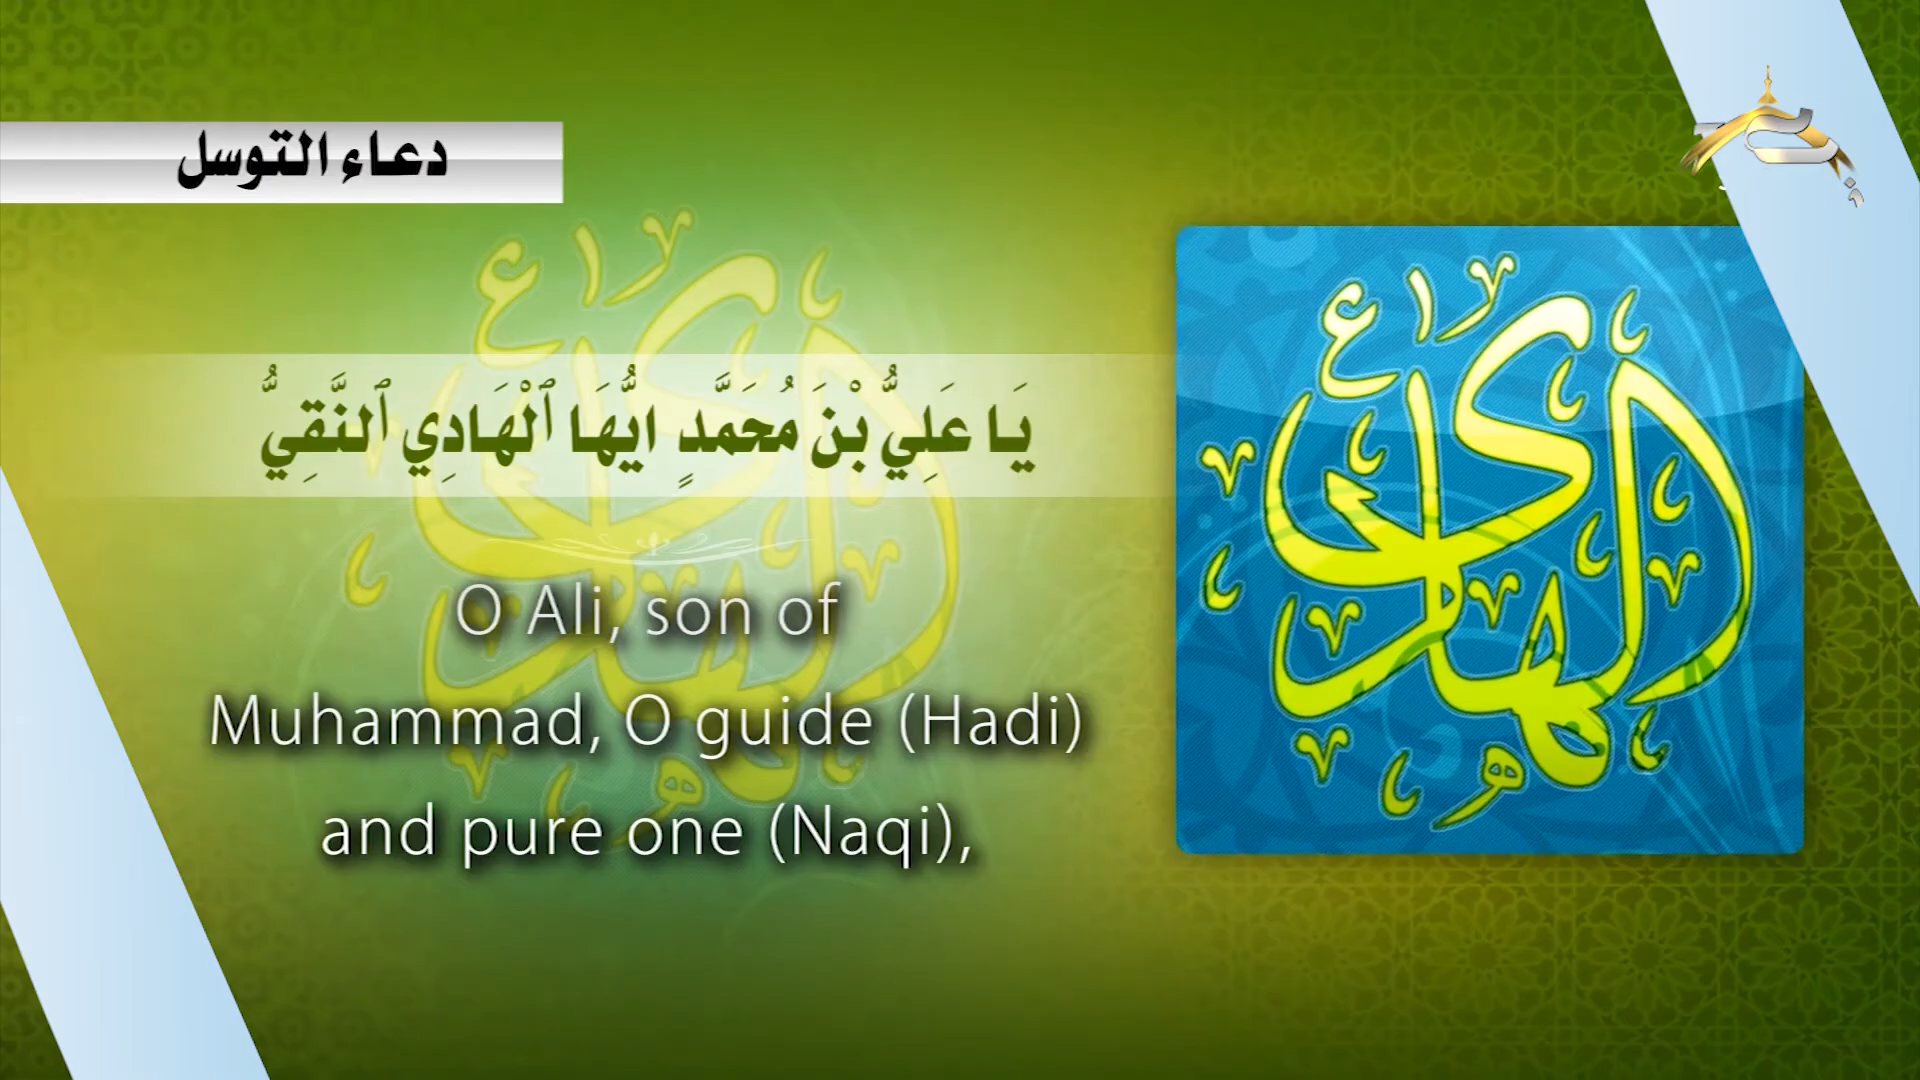 دعاء التوسل
يَا عَلِيُّ بْنَ مُحَمَّدٍ ايُّهَا ٱلْهَادِي ٱلنَّقِيُّ
O Ali, son of
Muhammad, O guide (Hadi)
and pure one (Naqi),
الهادي